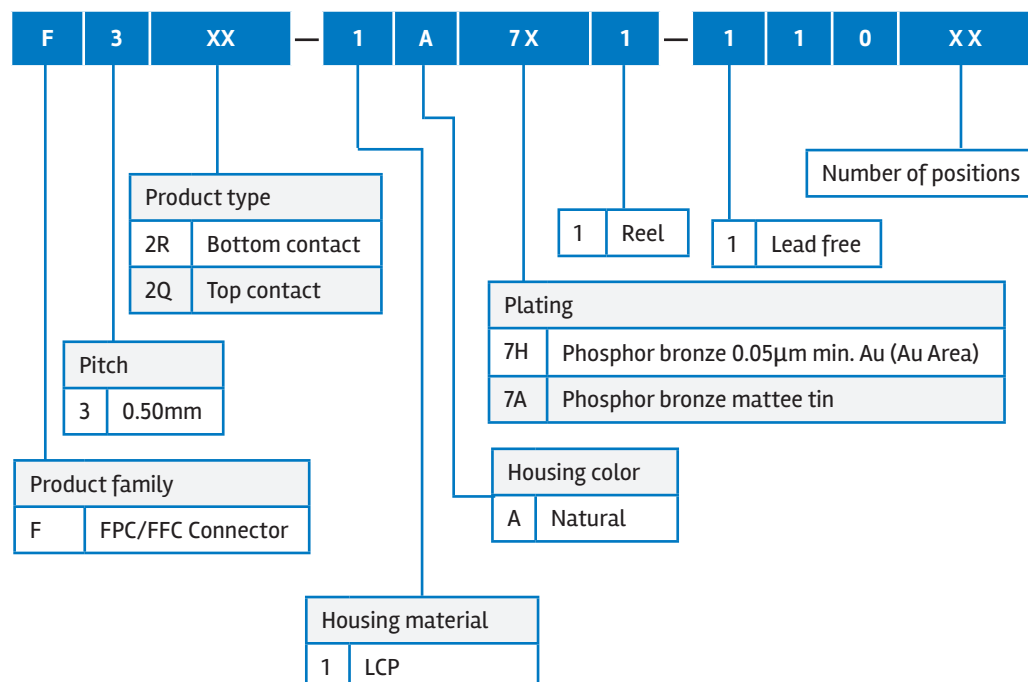 F 3 XX — 1 A 7X 1 — 1 1 0 XX
Number of positions
Product type
2R Bottom contact
2Q Top contact
1 Reel
1 Lead free
Plating
7H Phosphor bronze 0.05µm min. Au (Au Area)
7A Phosphor bronze mattee tin
Pitch
3 0.50mm
Housing color
A Natural
Product family
F FPC/FFC Connector
Housing material
1 LCP